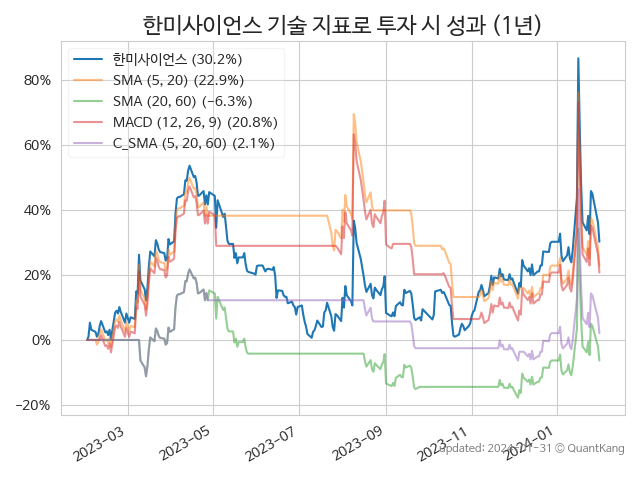 한미사이언스 기술 지표로 투자 시 성과 (1년)
한미사이언스 (30.2%)
SMA (5, 20) (22.9%)
SMA (20, 60) (−6.3%)
MACD (12, 26, 9) (20.8%)
C_SMA (5, 20, 60) (2.1%)
80%
60%
40%
20%
0%
−20%
2023-03
2023-05
2023-07
2023-09
2023-11
2024-01
updated: 2024-01-31 © QuantKang